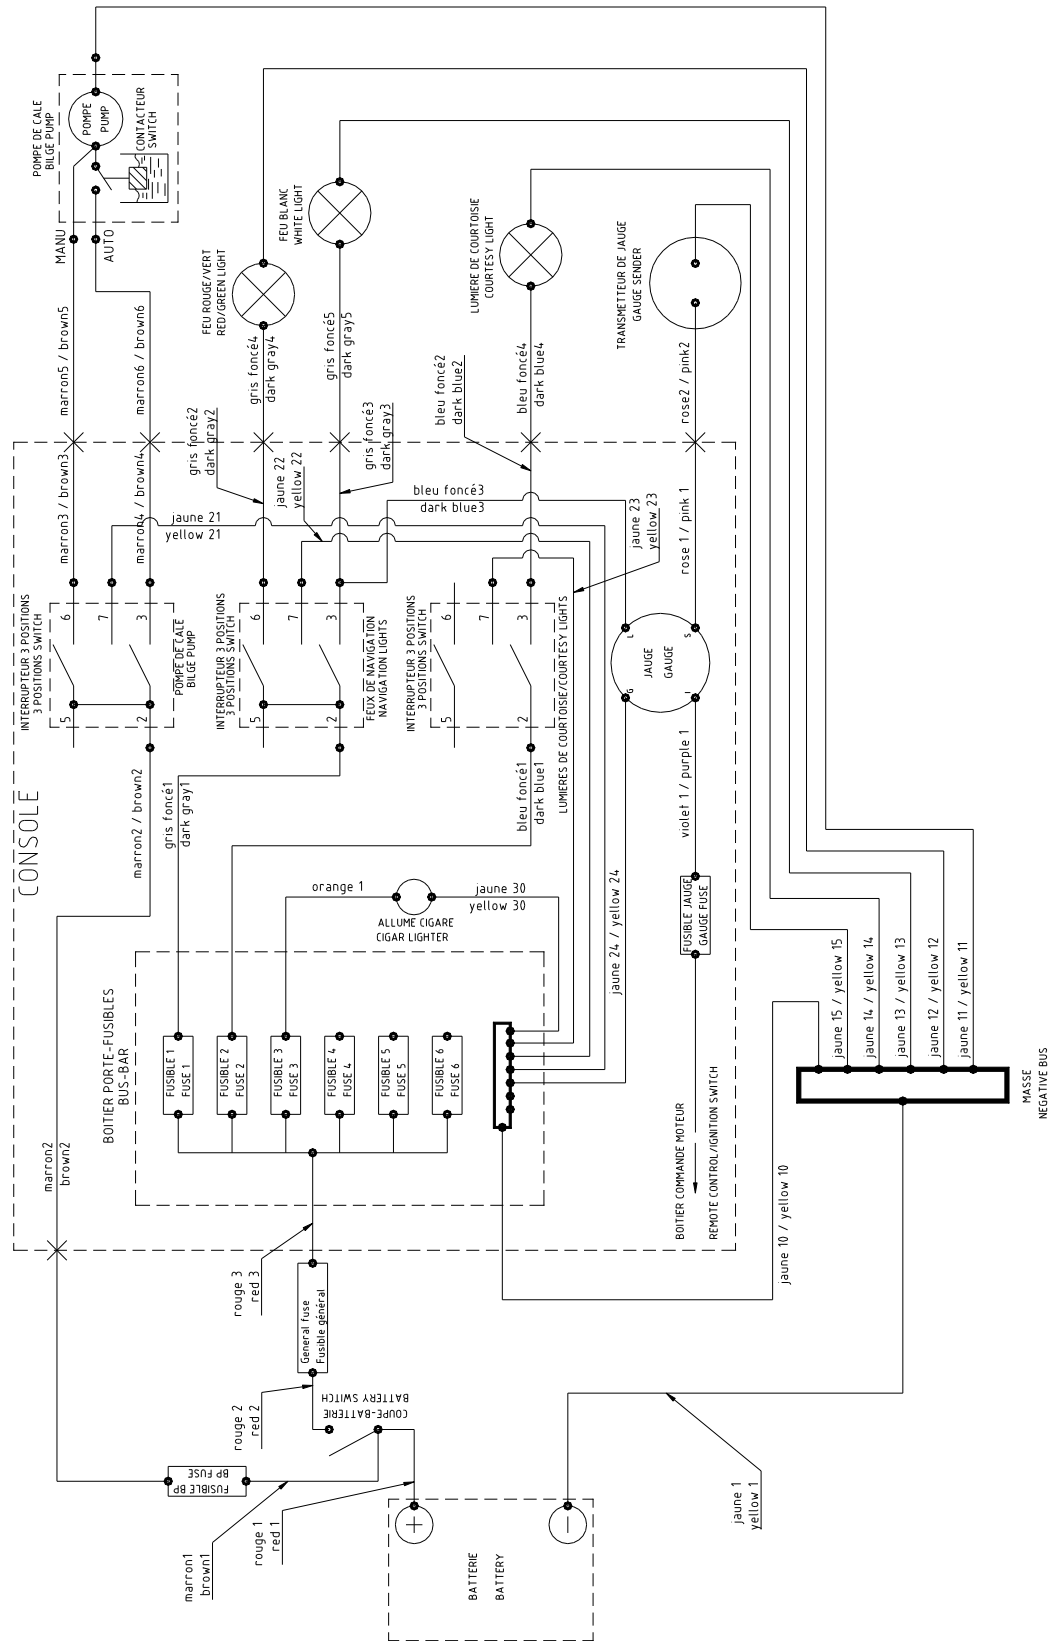 POMPE DE CALE
BILGE PUMP
POMPE
PUMP
CONTACTEUR
SWITCH
MANU
AUTO
FEU ROUGE/VERT
RED/GREEN LIGHT
FEU BLANC
WHITE LIGHT
LUMIERE DE COURTOISIE
COURTESY LIGHT
TRANSMETTEUR DE JAUGE
GAUGE SENDER
marron5 / brown5
marron6 / brown6
gris foncé4
dark gray4
gris foncé5
dark gray5
bleu foncé4
dark blue4
rose2 / pink2
gris foncé2
dark gray2
gris foncé3
dark gray3
bleu foncé2
dark blue2
marron3 / brown3
marron4 / brown4
jaune 21
yellow 21
jaune 22
yellow 22
bleu foncé3
dark blue3
jaune 23
yellow 23
rose 1 / pink 1
CONSOLE
INTERRUPTEUR 3 POSITIONS
3 POSITIONS SWITCH
6
7
3
5
2
POMPE DE CALE
BILGE PUMP
INTERRUPTEUR 3 POSITIONS
3 POSITIONS SWITCH
6
7
3
5
2
FEUX DE NAVIGATION
NAVIGATION LIGHTS
INTERRUPTEUR 3 POSITIONS
3 POSITIONS SWITCH
6
7
3
5
2
LUMIERES DE COURTOISIE/COURTESY LIGHTS
JAUGE
GAUGE
L
S
G
I
marron2 / brown2
gris foncé1
dark gray1
bleu foncé1
dark blue1
violet 1 / purple 1
orange 1
jaune 30
yellow 30
ALLUME CIGARE
CIGAR LIGHTER
jaune 24 / yellow 24
FUSIBLE JAUGE
GAUGE FUSE
BOITIER PORTE-FUSIBLES
BUS-BAR
FUSIBLE 1
FUSE 1
FUSIBLE 2
FUSE 2
FUSIBLE 3
FUSE 3
FUSIBLE 4
FUSE 4
FUSIBLE 5
FUSE 5
FUSIBLE 6
FUSE 6
jaune 15 / yellow 15
jaune 14 / yellow 14
jaune 13 / yellow 13
jaune 12 / yellow 12
jaune 11 / yellow 11
MASSE
NEGATIVE BUS
BOITIER COMMANDE MOTEUR
REMOTE CONTROL/IGNITION SWITCH
jaune 10 / yellow 10
marron2
brown2
rouge 3
red 3
General fuse
Fusible général
rouge 2
red 2
COUPE-BATTERIE
BATTERY SWITCH
FUSIBLE BP
BP FUSE
marron1
brown1
rouge 1
red 1
jaune 1
yellow 1
BATTERIE
BATTERY